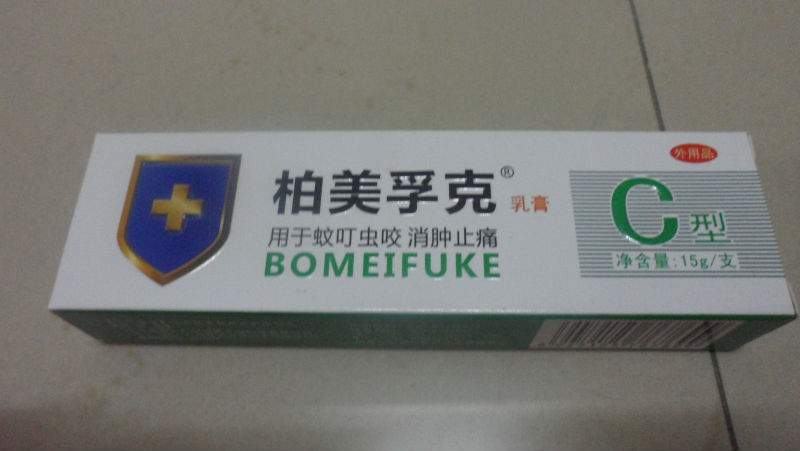 外用品
柏美孚克®
乳膏
用于蚊叮虫咬 消肿止痛
BOMEIFUKE
C型
净含量:15g/支